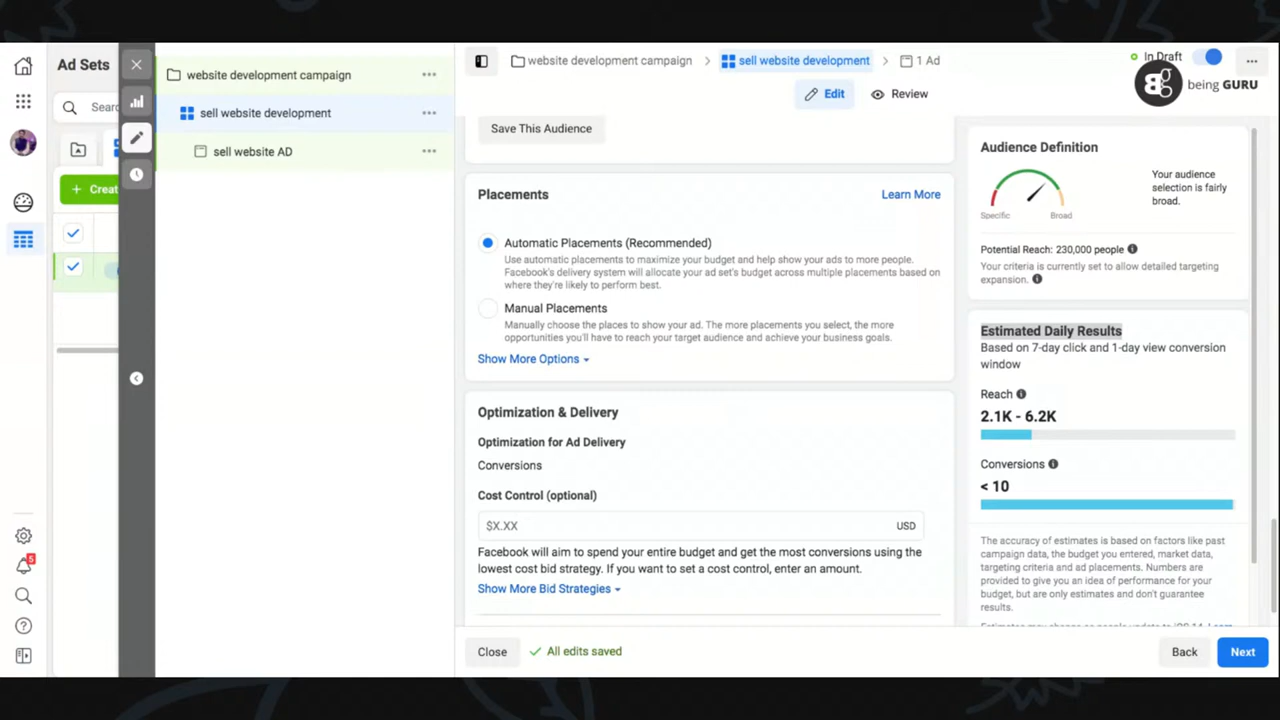 Ad Sets
Searc
+ Creat
5
website development campaign
sell website development
sell website AD
website development campaign
sell website development
1 Ad
In Draft
being GURU
Edit
Review
Save This Audience
Placements
Learn More
Automatic Placements (Recommended)
Use automatic placements to maximize your budget and help show your ads to more people.
Facebook's delivery system will allocate your ad set's budget across multiple placements based on
where they're likely to perform best.
Manual Placements
Manually choose the places to show your ad. The more placements you select, the more
opportunities you'll have to reach your target audience and achieve your business goals.
Show More Options
Optimization & Delivery
Optimization for Ad Delivery
Conversions
Cost Control (optional)
$X.XX
USD
Facebook will aim to spend your entire budget and get the most conversions using the
lowest cost bid strategy. If you want to set a cost control, enter an amount.
Show More Bid Strategies
Close
All edits saved
Back
Next
Audience Definition
Specific
Broad
Your audience
selection is fairly
broad.
Potential Reach: 230,000 people
Your criteria is currently set to allow detailed targeting
expansion.
Estimated Daily Results
Based on 7-day click and 1-day view conversion
window
Reach
2.1K - 6.2K
Conversions
< 10
The accuracy of estimates is based on factors like past
campaign data, the budget you entered, market data,
targeting criteria and ad placements. Numbers are
provided to give you an idea of performance for your
budget, but are only estimates and don't guarantee
results.
Estimates may change as people update to iOS 14. Learn